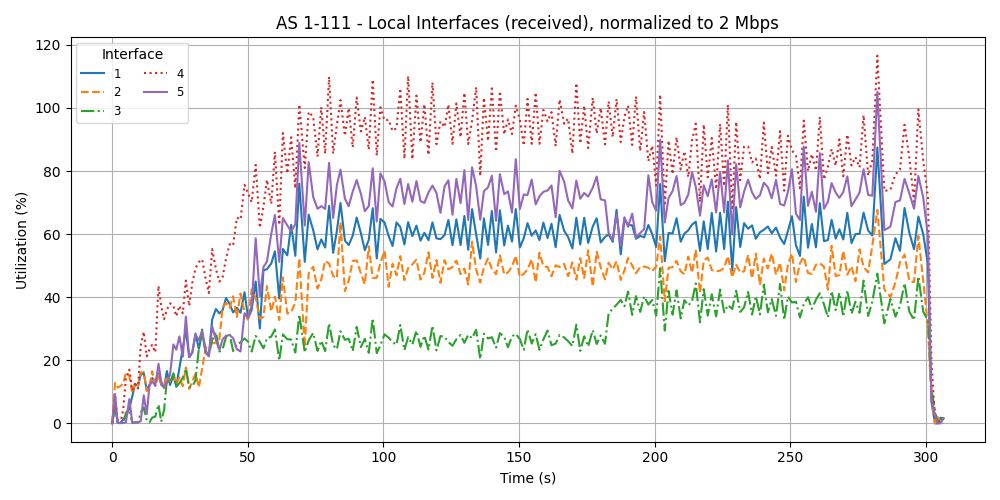 AS 1-111 - Local Interfaces (received), normalized to 2 Mbps
Interface
1
2
3
4
5
Utilization (%)
120
100
80
60
40
20
0
0 50 100 150 200 250 300
Time (s)